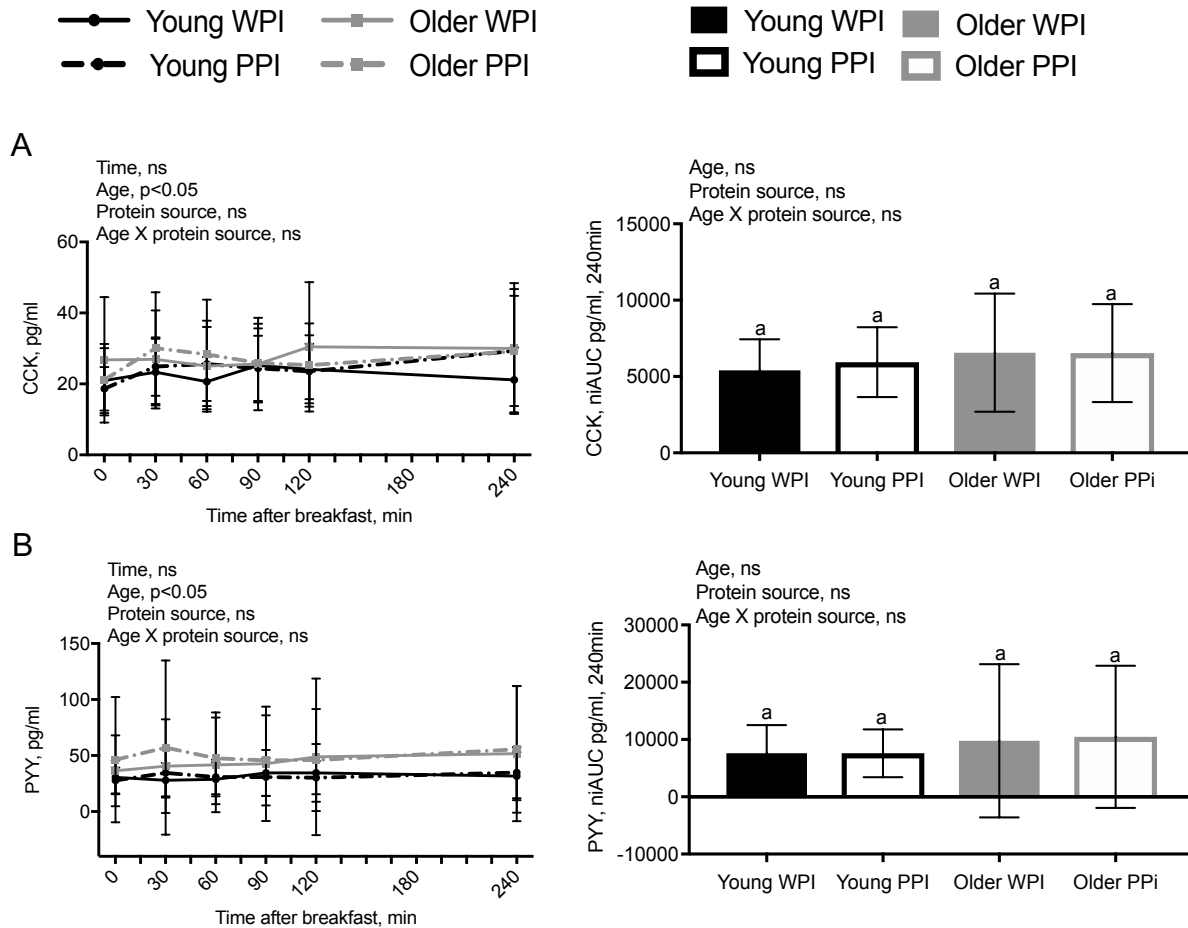 Young WPI
Older WPI
Young PPI
Older PPI
Young WPI
Older WPI
Young PPI
Older PPI
A
Time, ns
Age, p<0.05
Protein source, ns
Age X protein source, ns
60
40
20
0
CCK, pg/ml
0
30
60
90
120
180
240
Time after breakfast, min
Age, ns
Protein source, ns
Age X protein source, ns
15000
10000
5000
0
CCK, niAUC pg/ml, 240min
a
a
a
a
Young WPI
Young PPI
Older WPI
Older PPi
B
Time, ns
Age, p<0.05
Protein source, ns
Age X protein source, ns
150
100
50
0
PYY, pg/ml
0
30
60
90
120
180
240
Time after breakfast, min
Age, ns
Protein source, ns
Age X protein source, ns
30000
20000
10000
0
-10000
PYY, niAUC pg/ml, 240min
a
a
a
a
Young WPI
Young PPI
Older WPI
Older PPi